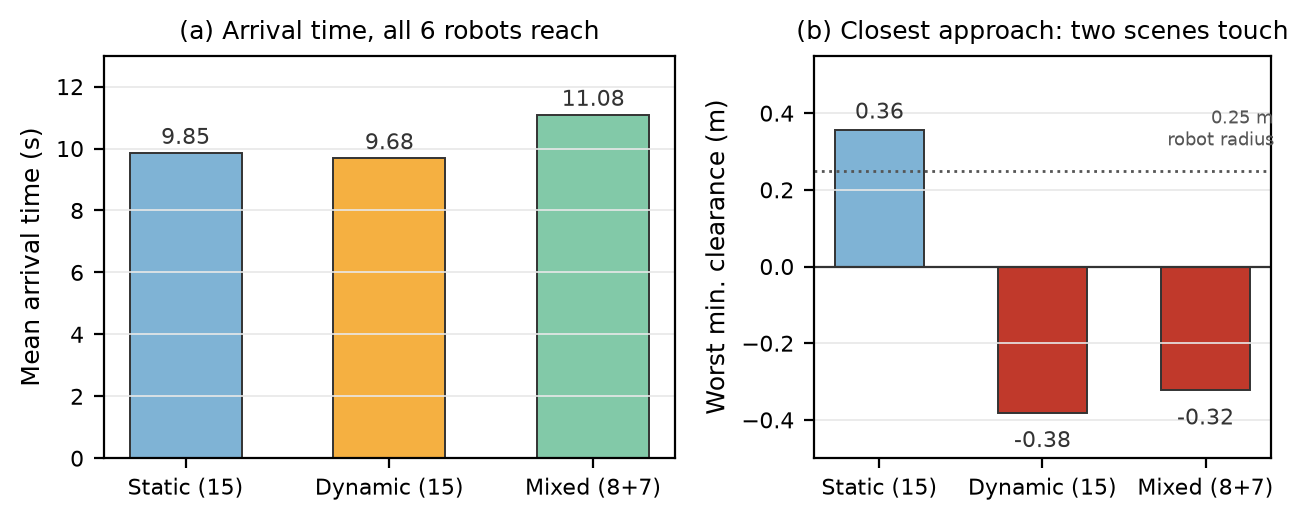 (a) Arrival time, all 6 robots reach
Mean arrival time (s)
12
10
8
6
4
2
0
9.85
9.68
11.08
Static (15)
Dynamic (15)
Mixed (8+7)
(b) Closest approach: two scenes touch
Worst min. clearance (m)
0.4
0.2
0.0
−0.2
−0.4
0.36
0.25 m
robot radius
-0.38
-0.32
Static (15)
Dynamic (15)
Mixed (8+7)